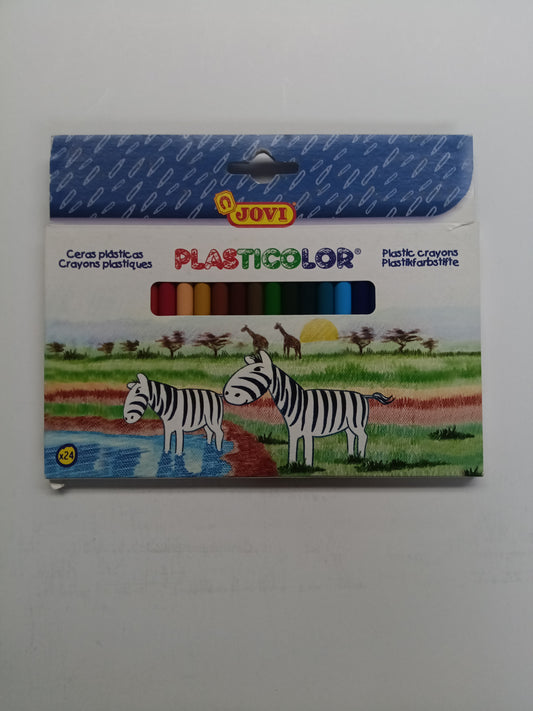 JOVI
Ceras plásticas
Crayons plastiques
PLASTICOLOR®
Plastic crayons
Plastikfarbstifte
x24